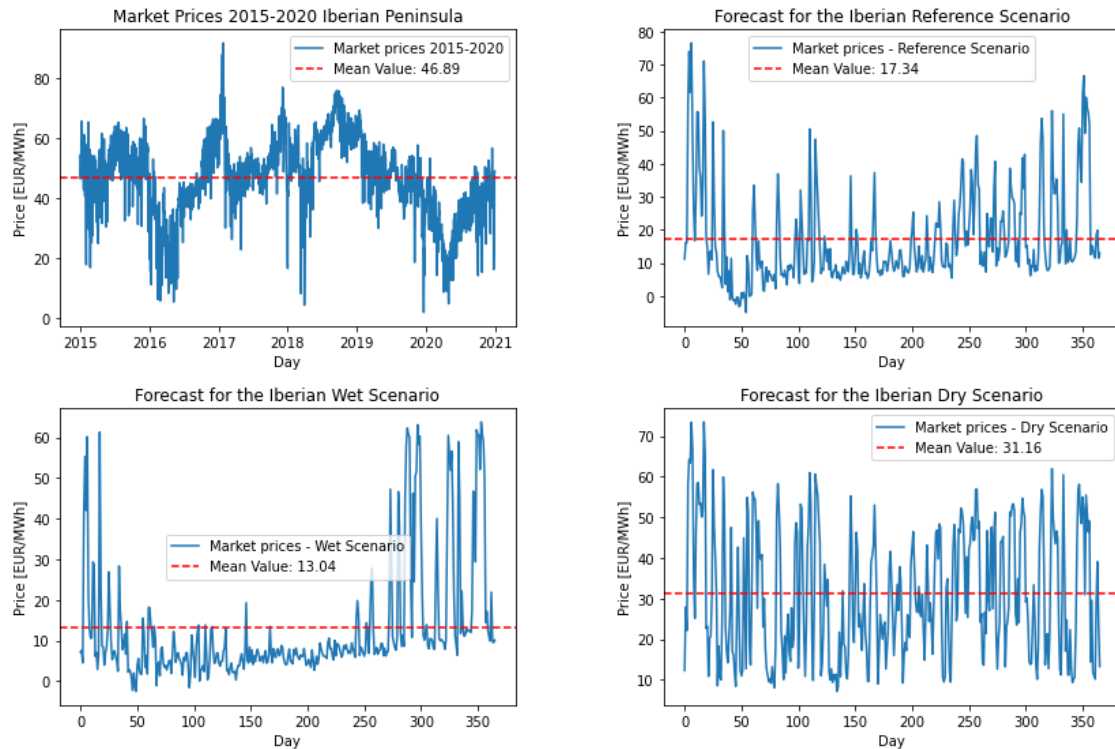 Market Prices 2015-2020 Iberian Peninsula
Market prices 2015-2020
Mean Value: 46.89
Price [EUR/MWh]
80
60
40
20
0
2015 2016 2017 2018 2019 2020 2021
Day
Forecast for the Iberian Reference Scenario
Market prices - Reference Scenario
Mean Value: 17.34
Price [EUR/MWh]
80
70
60
50
40
30
20
10
0
0 50 100 150 200 250 300 350
Day
Forecast for the Iberian Wet Scenario
Market prices - Wet Scenario
Mean Value: 13.04
Price [EUR/MWh]
60
50
40
30
20
10
0
0 50 100 150 200 250 300 350
Day
Forecast for the Iberian Dry Scenario
Market prices - Dry Scenario
Mean Value: 31.16
Price [EUR/MWh]
70
60
50
40
30
20
10
0 50 100 150 200 250 300 350
Day